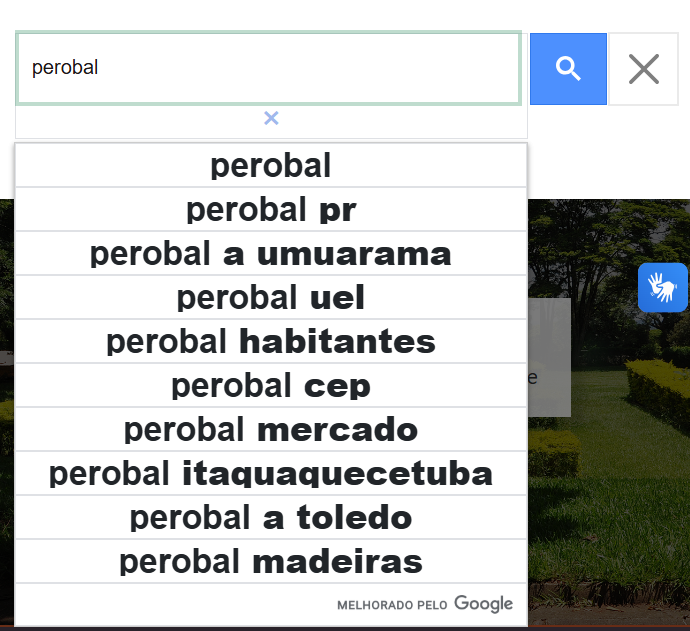 perobal
perobal
perobal pr
perobal a umuarama
perobal uel
perobal habitantes
perobal cep
perobal mercado
perobal itaquaquecetuba
perobal a toledo
perobal madeiras
MELHORADO PELO Google
e